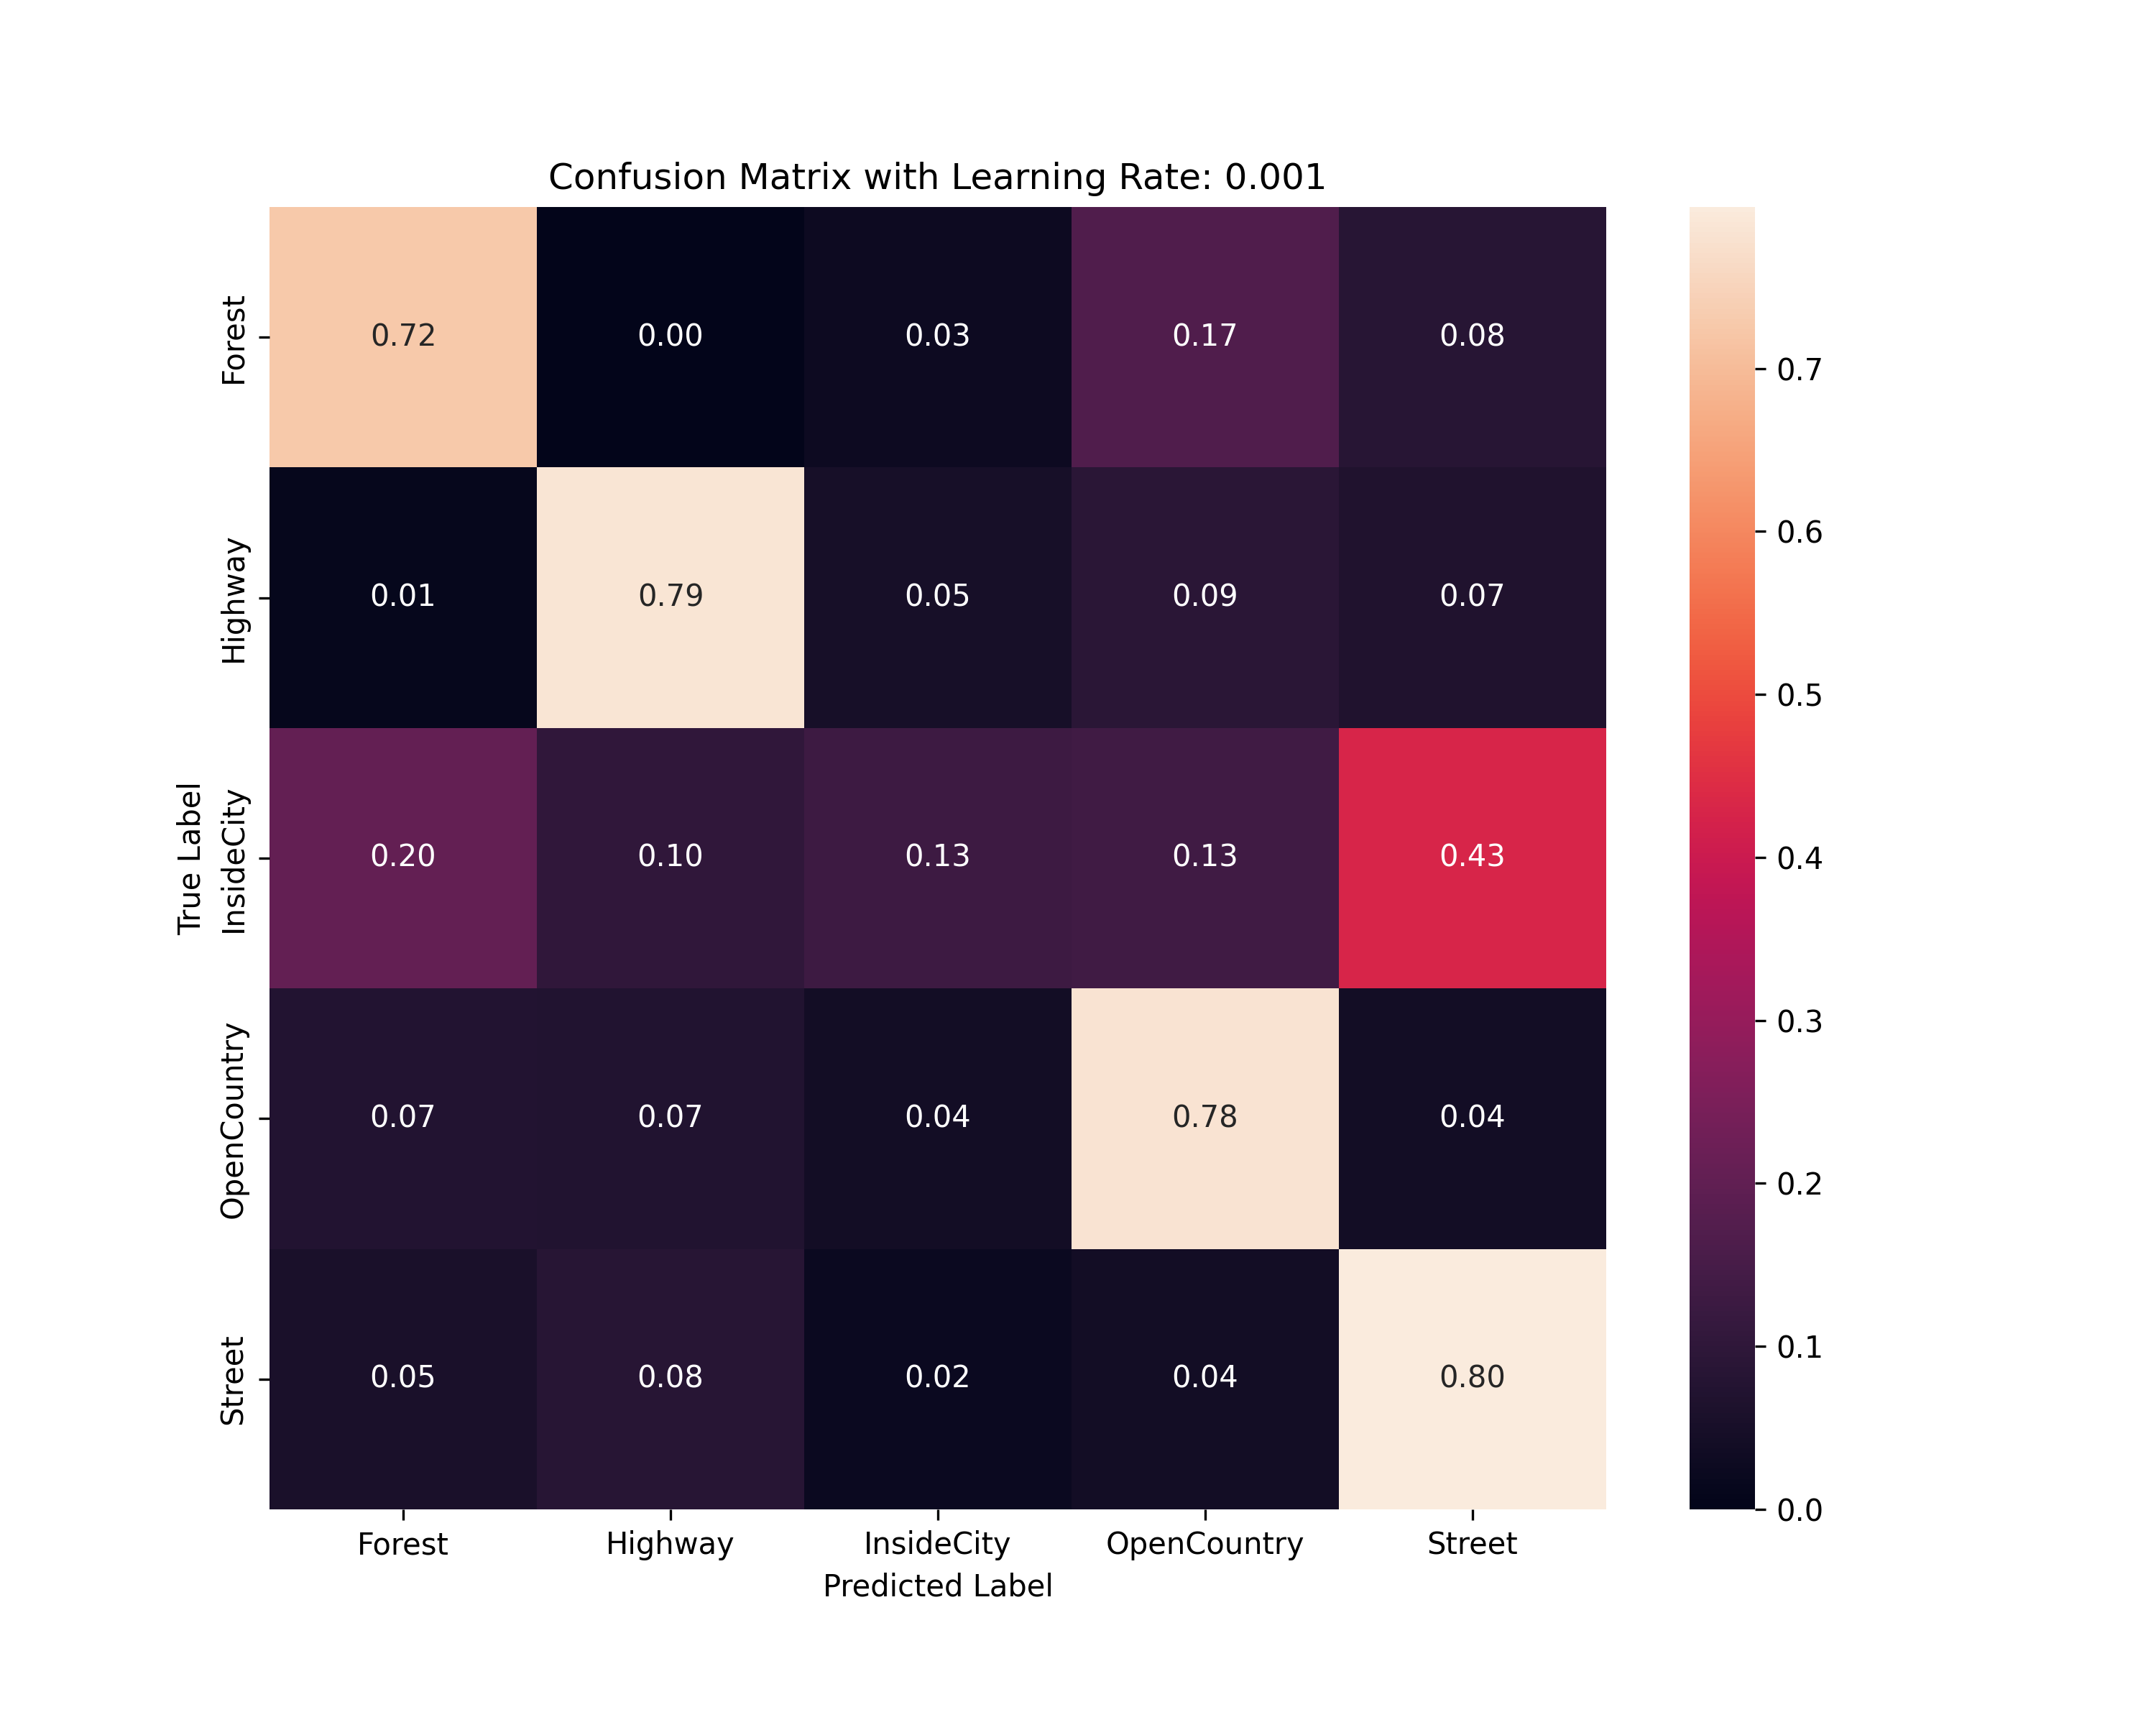 Confusion Matrix with Learning Rate: 0.001
True Label
Forest 0.72 0.00 0.03 0.17 0.08
Highway 0.01 0.79 0.05 0.09 0.07
InsideCity 0.20 0.10 0.13 0.13 0.43
OpenCountry 0.07 0.07 0.04 0.78 0.04
Street 0.05 0.08 0.02 0.04 0.80
Forest Highway InsideCity OpenCountry Street
Predicted Label
0.7
0.6
0.5
0.4
0.3
0.2
0.1
0.0